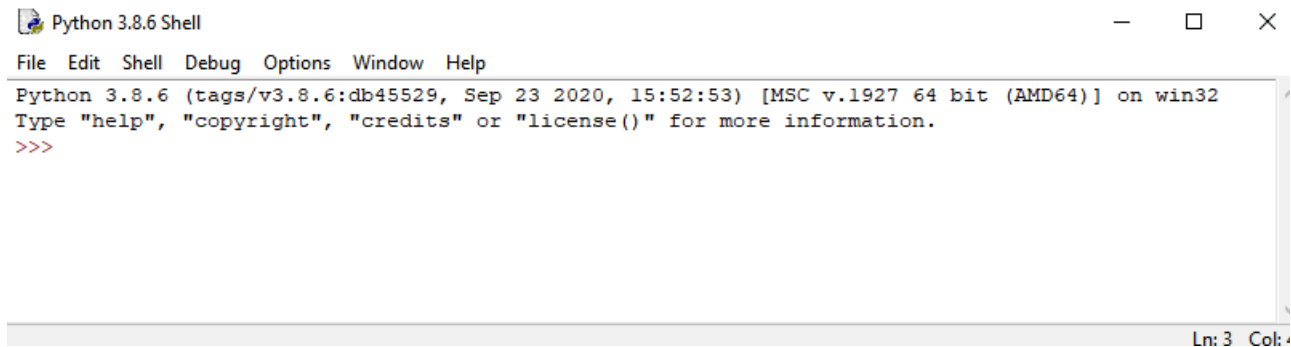 Python 3.8.6 Shell
File Edit Shell Debug Options Window Help
Python 3.8.6 (tags/v3.8.6:db45529, Sep 23 2020, 15:52:53) [MSC v.1927 64 bit (AMD64)] on win32
Type "help", "copyright", "credits" or "license()" for more information.
>>>
Ln: 3 Col: 4